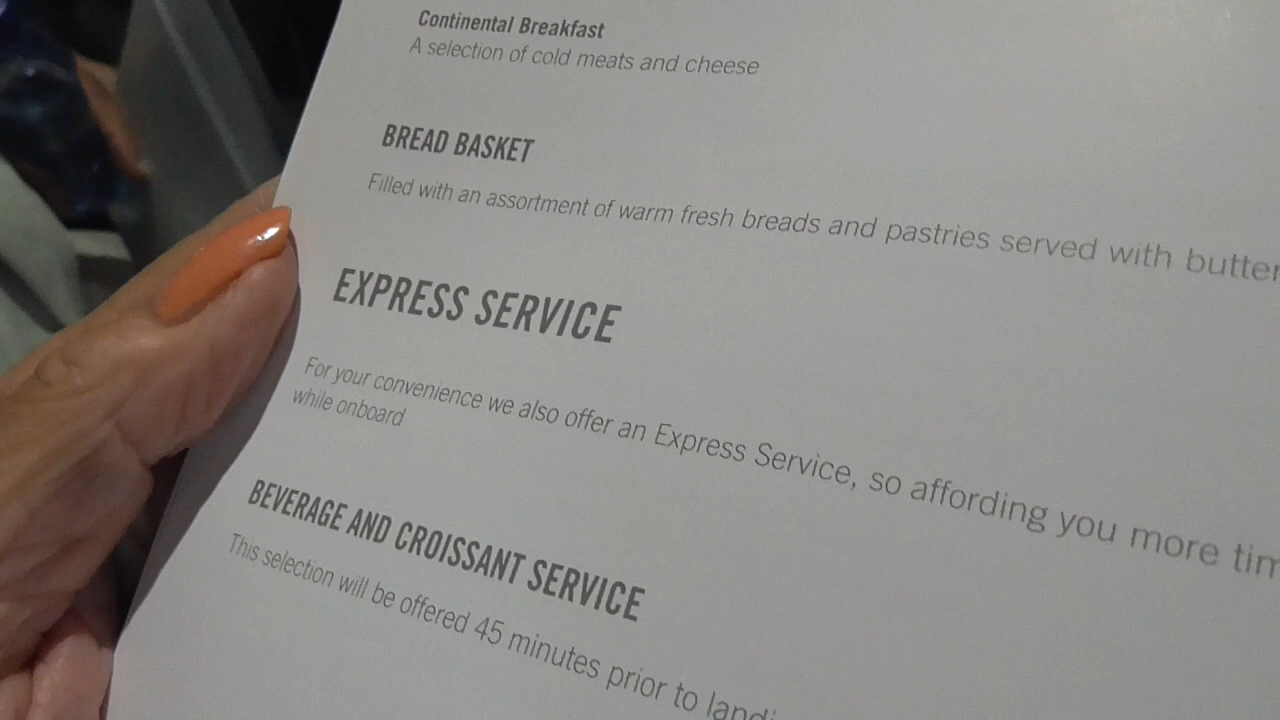 Continental Breakfast
A selection of cold meats and cheese
BREAD BASKET
Filled with an assortment of warm fresh breads and pastries served with butter
EXPRESS SERVICE
For your convenience we also offer an Express Service, so affording you more
while onboard
BEVERAGE AND CROISSANT SERVICE
This selection will be offered 45 minutes prior to